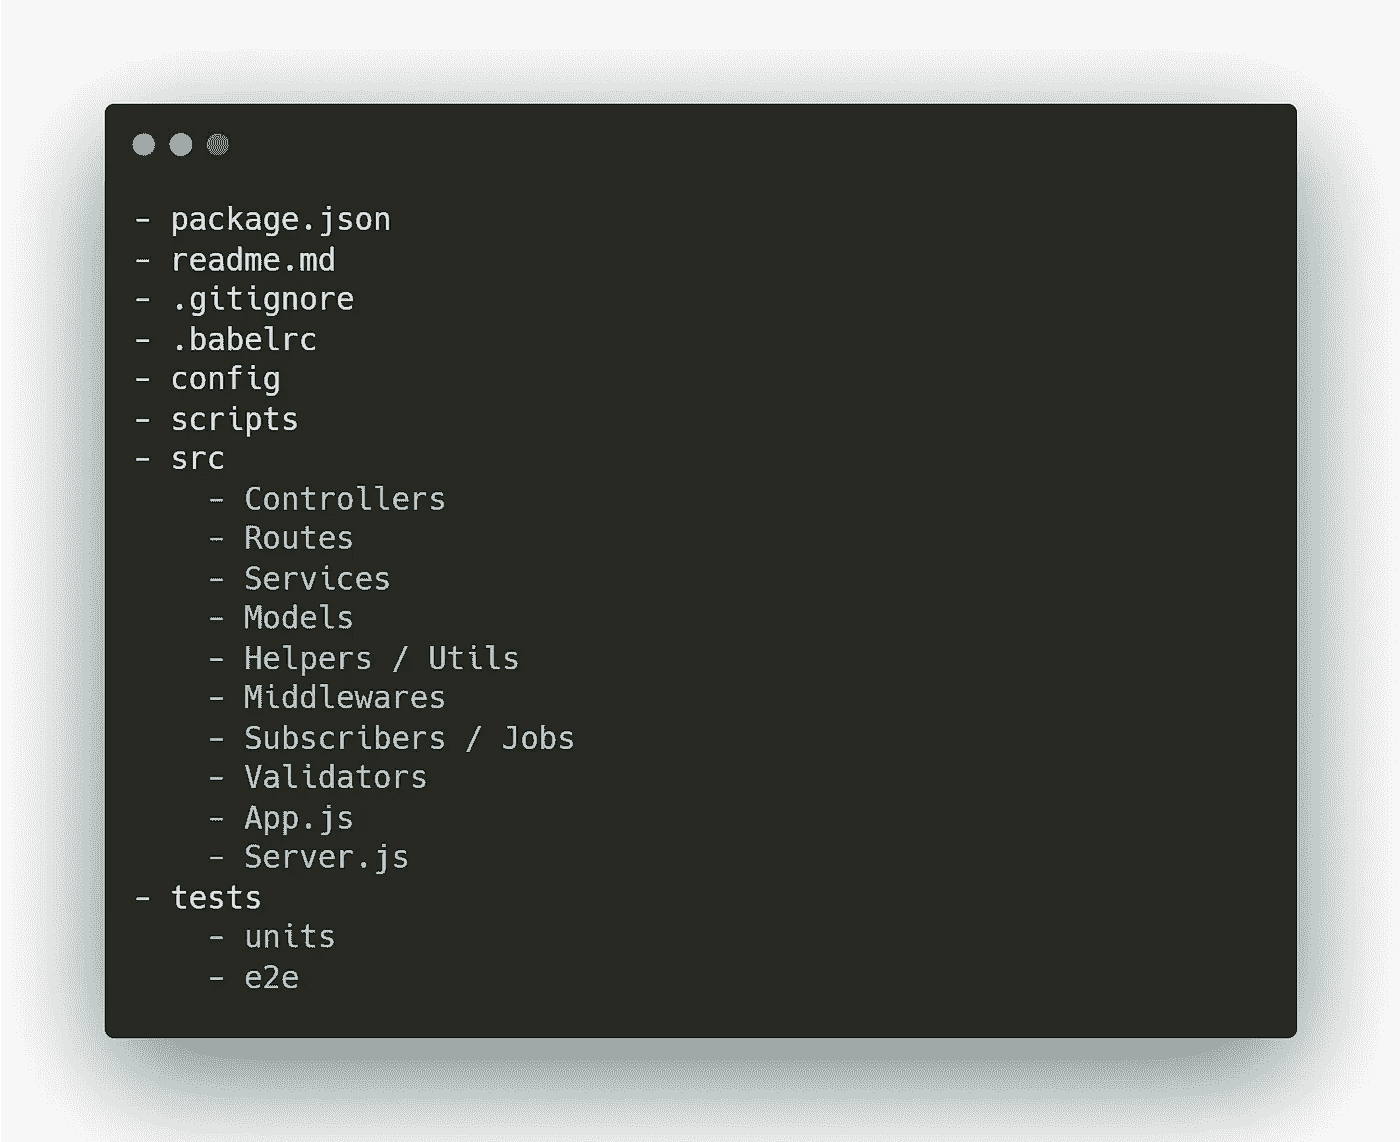 - package.json
- readme.md
- .gitignore
- .babelrc
- config
- scripts
- src
- Controllers
- Routes
- Services
- Models
- Helpers / Utils
- Middlewares
- Subscribers / Jobs
- Validators
- App.js
- Server.js
- tests
- units
- e2e